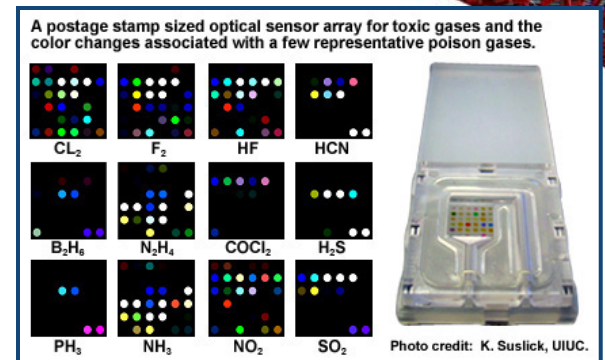 A postage stamp sized optical sensor array for toxic gases and the
color changes associated with a few representative poison gases.
CL₂ F₂ HF HCN
B₂H₆ N₂H₄ COCl₂ H₂S
PH₃ NH₃ NO₂ SO₂
Photo credit: K. Suslick, UIUC.